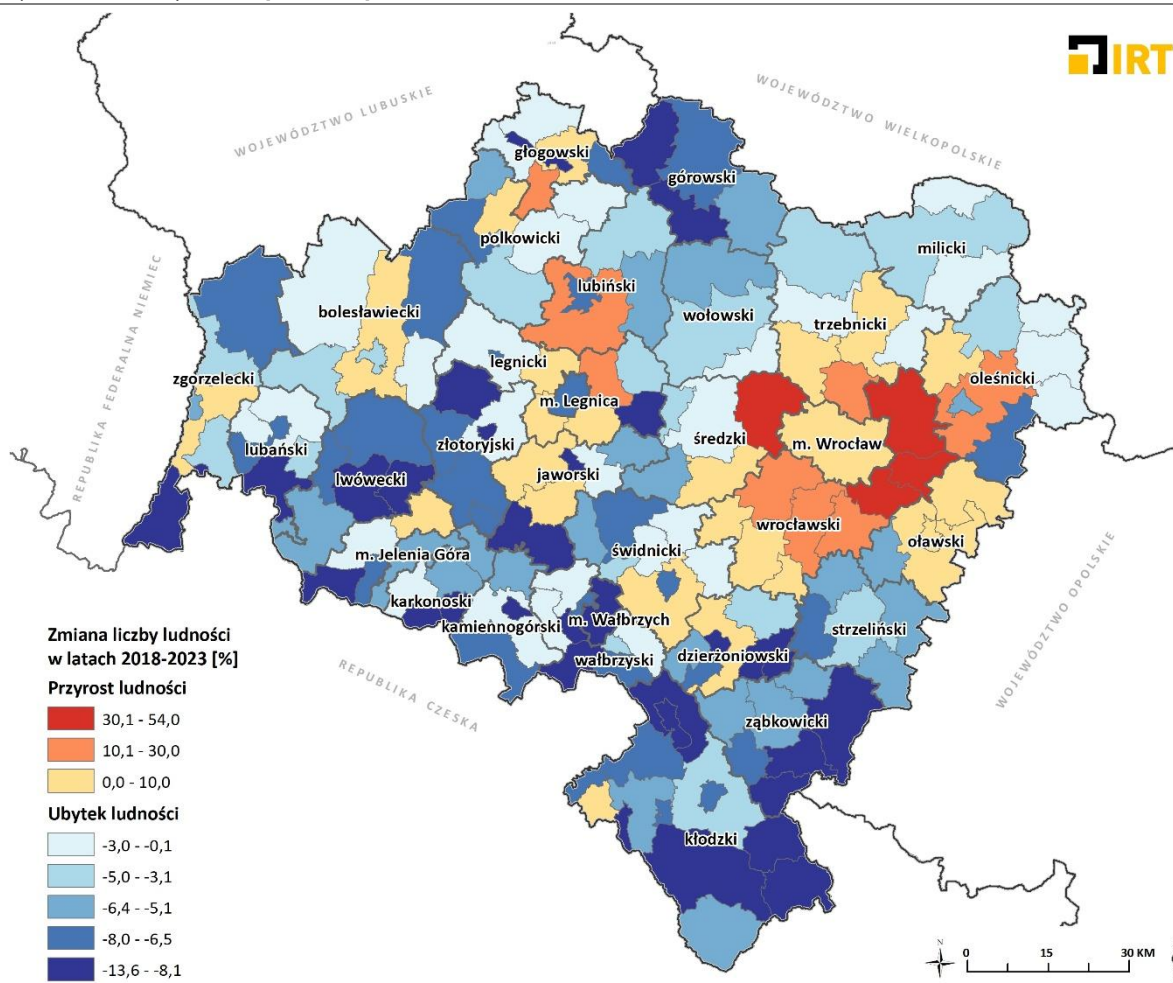 IRT
WOJEWÓDZTWO LUBUSKIE
WOJEWÓDZTWO WIELKOPOLSKIE
głogowski
górowski
polkowicki
milicki
lubiński
bolesławiecki
wołowski
trzebnicki
REPUBLIKA FEDERALNA NIEMIEC
legnicki
zgorzelecki
oleśnicki
m. Legnica
średzki
m. Wrocław
złotoryjski
lubański
lwówecki
jaworski
wrocławski
oławski
świdnicki
m. Jelenia Góra
karkonoski
kamiennogórski
m. Wałbrzych
strzeliński
wałbrzyski
dzierżoniowski
WOJEWÓDZTWO OPOLSKIE
REPUBLIKA CZESKA
ząbkowicki
kłodzki
Zmiana liczby ludności
w latach 2018-2023 [%]
Przyrost ludności
30,1 - 54,0
10,1 - 30,0
0,0 - 10,0
Ubytek ludności
-3,0 - -0,1
-5,0 - -3,1
-6,4 - -5,1
-8,0 - -6,5
-13,6 - -8,1
N
0 15 30 KM